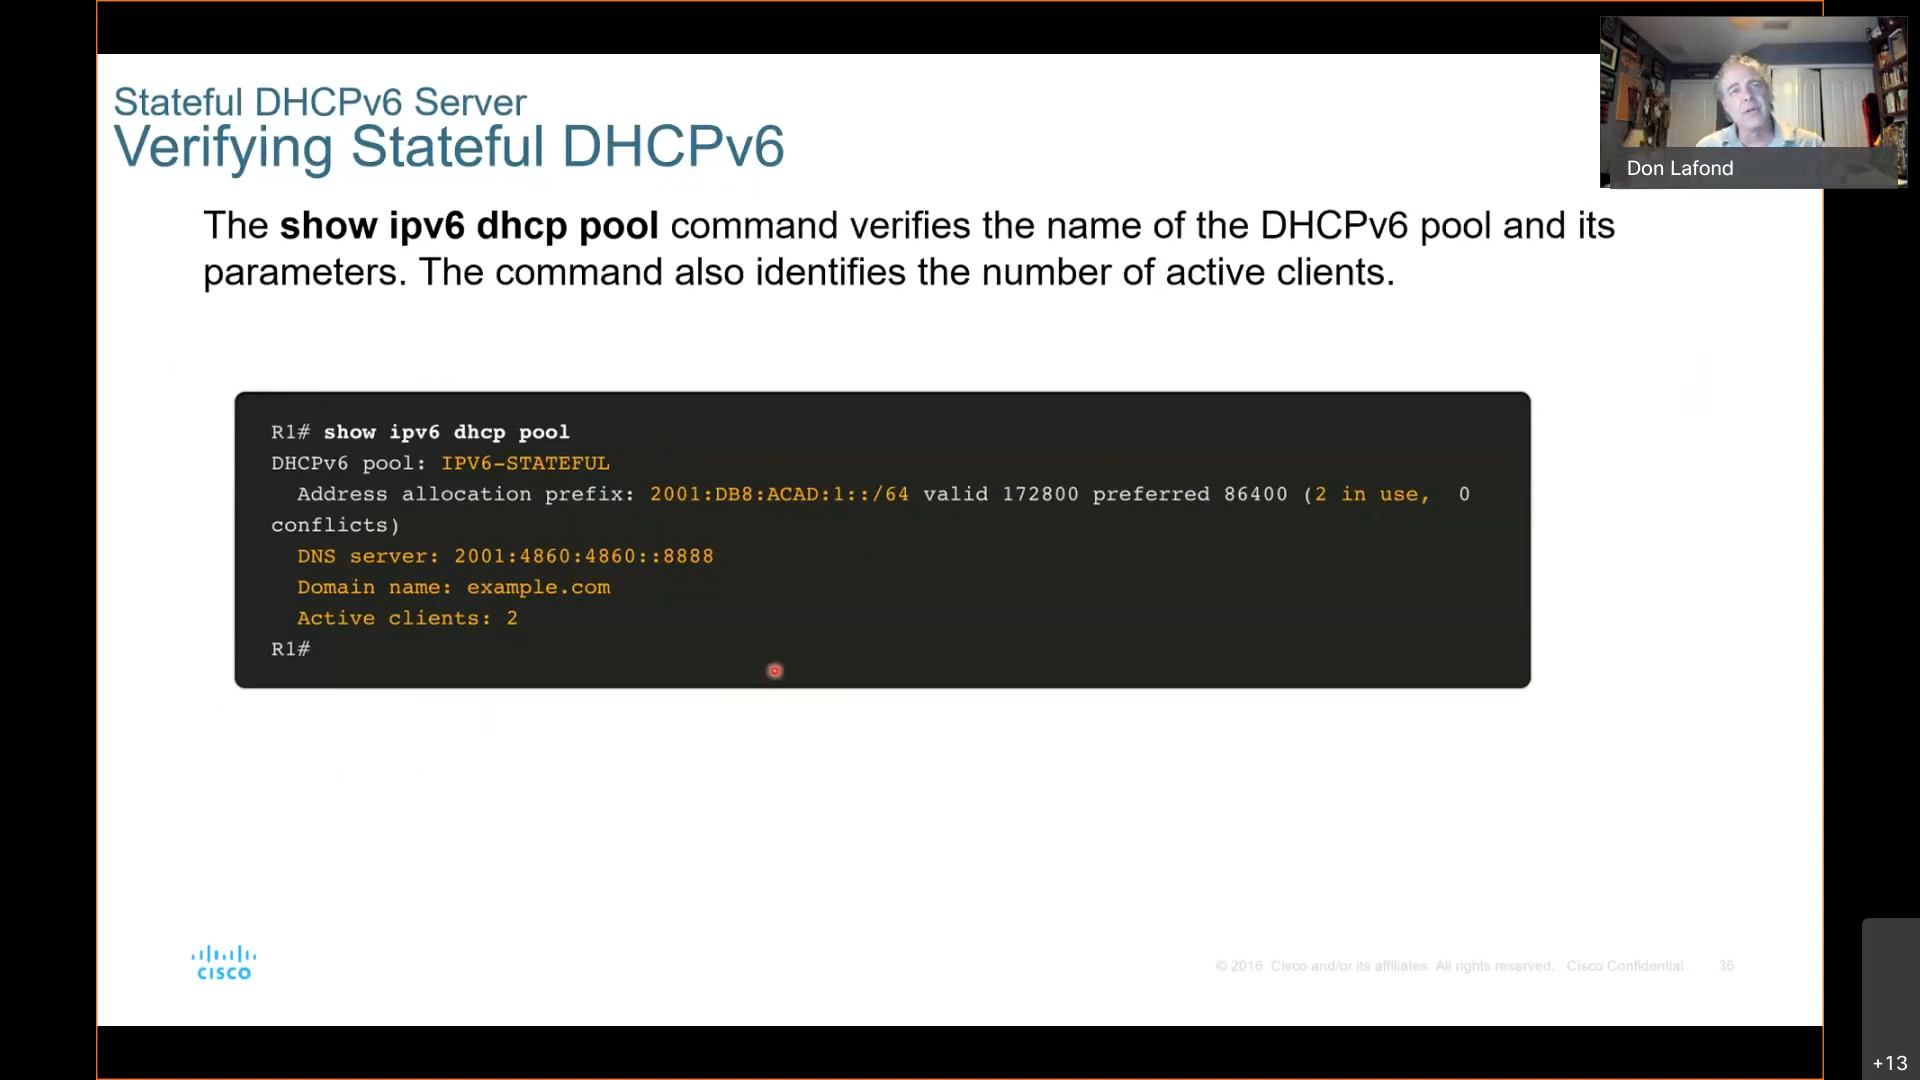 Stateful DHCPv6 Server
Verifying Stateful DHCPv6
Don Lafond
The show ipv6 dhcp pool command verifies the name of the DHCPv6 pool and its
parameters. The command also identifies the number of active clients.
R1# show ipv6 dhcp pool
DHCPv6 pool: IPV6-STATEFUL
Address allocation prefix: 2001:DB8:ACAD:1::/64 valid 172800 preferred 86400 (2 in use, 0
conflicts)
DNS server: 2001:4860:4860::8888
Domain name: example.com
Active clients: 2
R1#
CISCO
© 2016 Cisco and/or its affiliates. All rights reserved. Cisco Confidential 36
+13